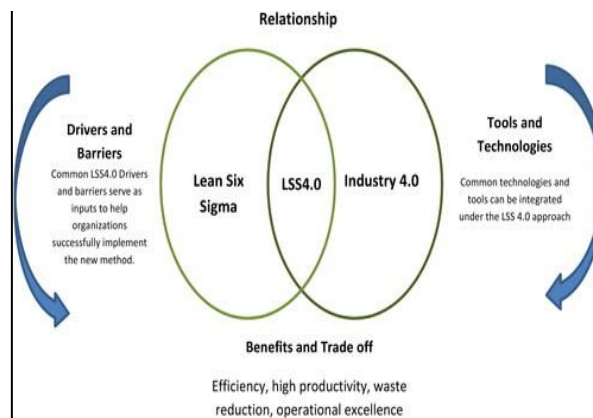 Relationship
Drivers and
Barriers
Common LSS4.0 Drivers
and barriers serve as
inputs to help
organizations
successfully implement
the new method.
Lean Six
Sigma
LSS4.0
Industry 4.0
Tools and
Technologies
Common technologies and
tools can be integrated
under the LSS 4.0 approach
Benefits and Trade off
Efficiency, high productivity, waste
reduction, operational excellence